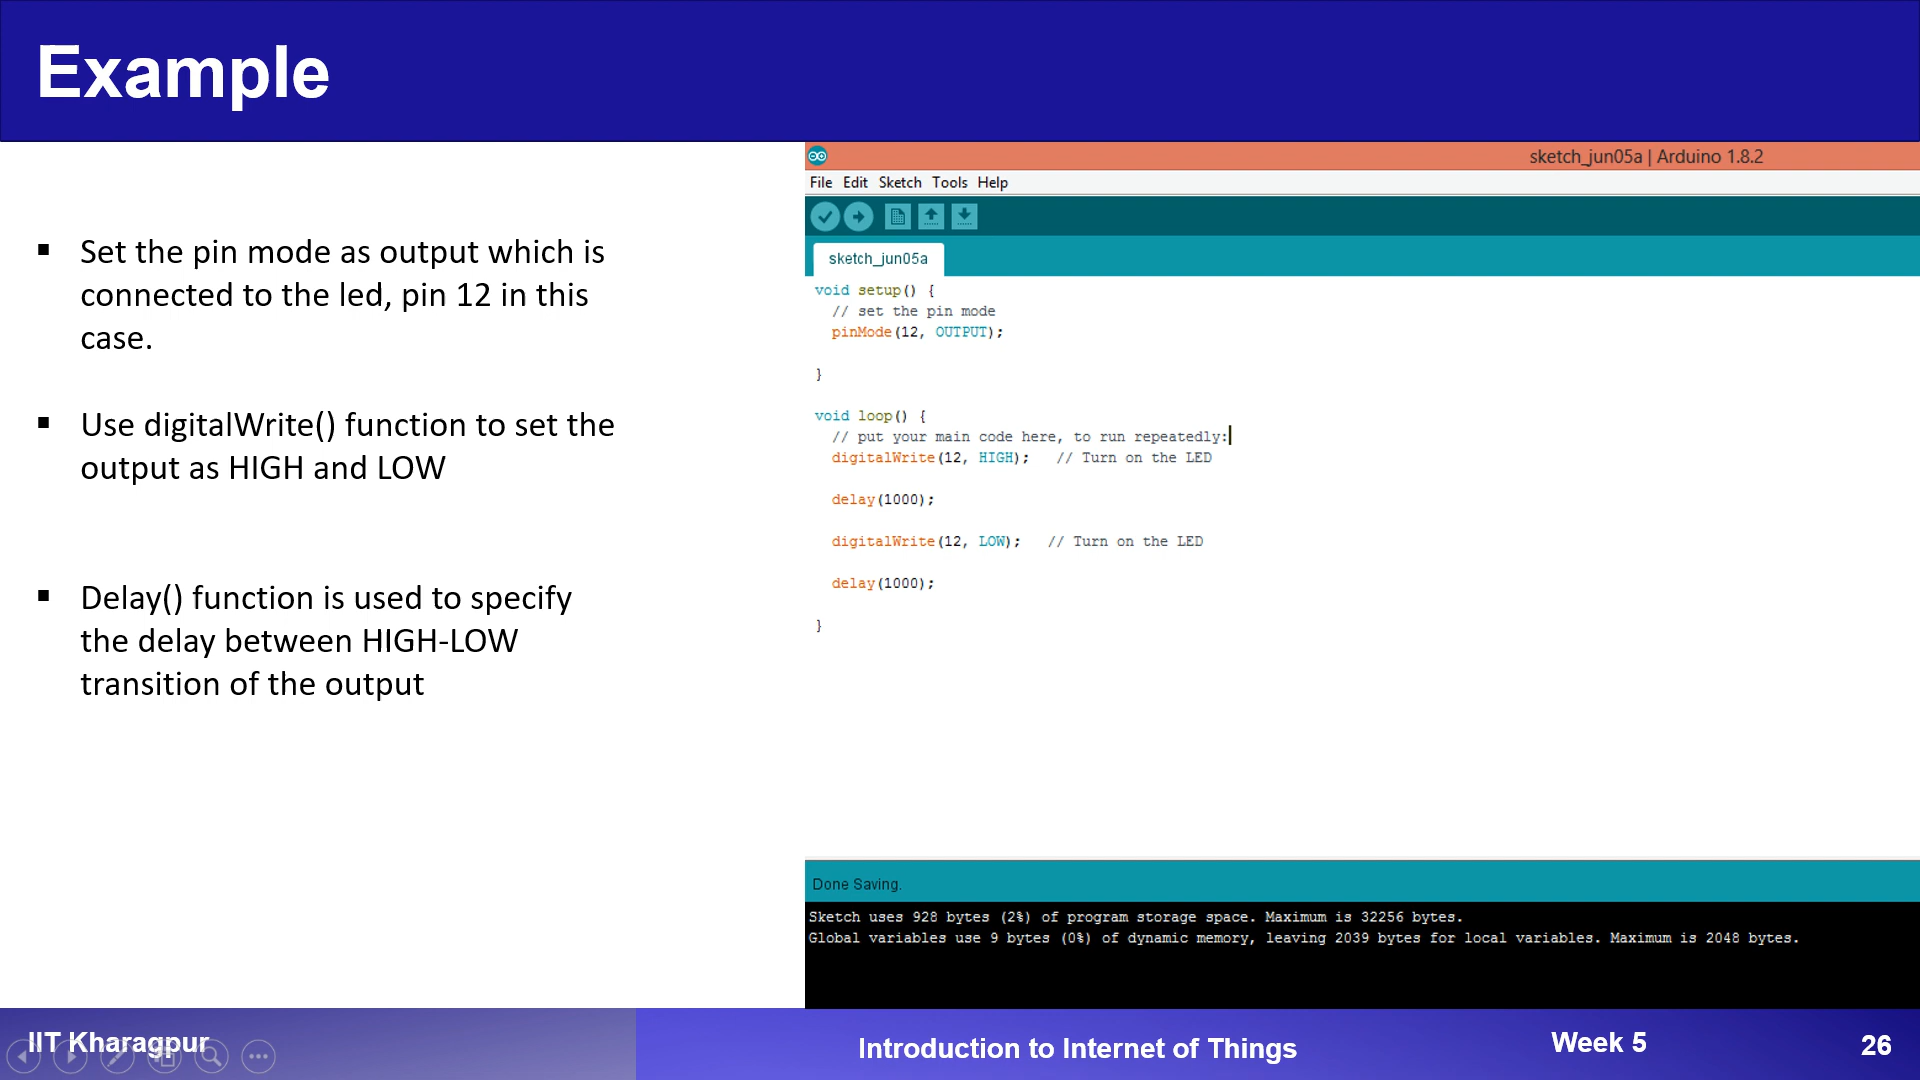 Example
▪ Set the pin mode as output which is
connected to the led, pin 12 in this
case.
▪ Use digitalWrite() function to set the
output as HIGH and LOW
▪ Delay() function is used to specify
the delay between HIGH-LOW
transition of the output
sketch_jun05a | Arduino 1.8.2
File Edit Sketch Tools Help
sketch_jun05a
void setup() {
// set the pin mode
pinMode(12, OUTPUT);
}
void loop() {
// put your main code here, to run repeatedly:
digitalWrite(12, HIGH); // Turn on the LED
delay(1000);
digitalWrite(12, LOW); // Turn on the LED
delay(1000);
}
Done Saving.
Sketch uses 928 bytes (2%) of program storage space. Maximum is 32256 bytes.
Global variables use 9 bytes (0%) of dynamic memory, leaving 2039 bytes for local variables. Maximum is 2048 bytes.
IIT Kharagpur
Introduction to Internet of Things
Week 5
26